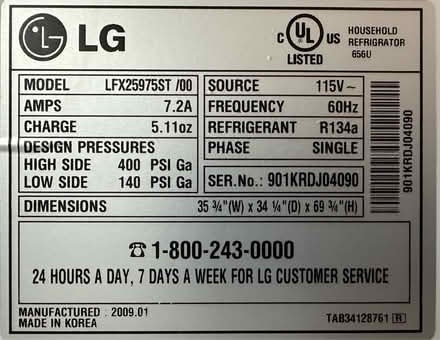 LG
C UL US LISTED
HOUSEHOLD
REFRIGERATOR
656U
MODEL LFX25975ST /00
AMPS 7.2A
CHARGE 5.11oz
DESIGN PRESSURES
HIGH SIDE 400 PSI Ga
LOW SIDE 140 PSI Ga
SOURCE 115V~
FREQUENCY 60Hz
REFRIGERANT R134a
PHASE SINGLE
SER.No.: 901KRDJ04090
901KRDJ04090
DIMENSIONS 35 3/4"(W) x 34 1/4"(D) x 69 3/4"(H)
☎1-800-243-0000
24 HOURS A DAY, 7 DAYS A WEEK FOR LG CUSTOMER SERVICE
MANUFACTURED : 2009.01
MADE IN KOREA
TAB34128761 R